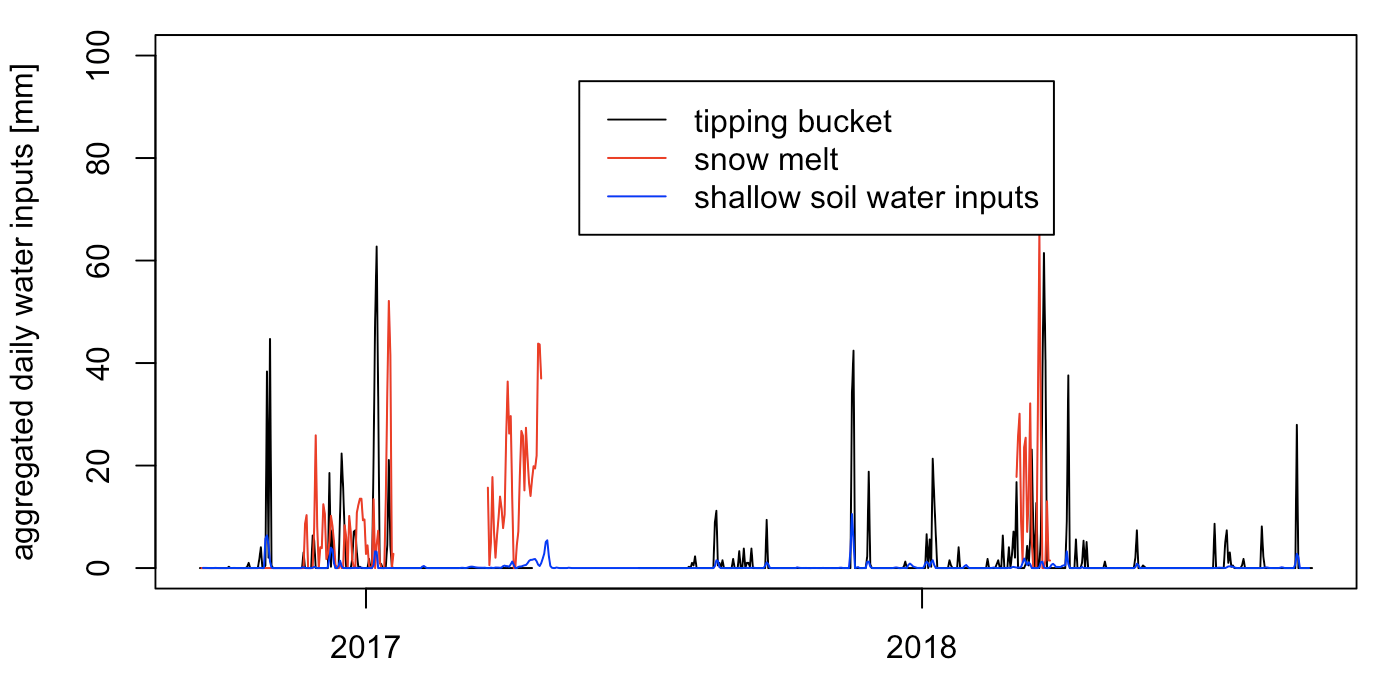 aggregated daily water inputs [mm]
100
80
60
40
20
0
tipping bucket
snow melt
shallow soil water inputs
2017
2018